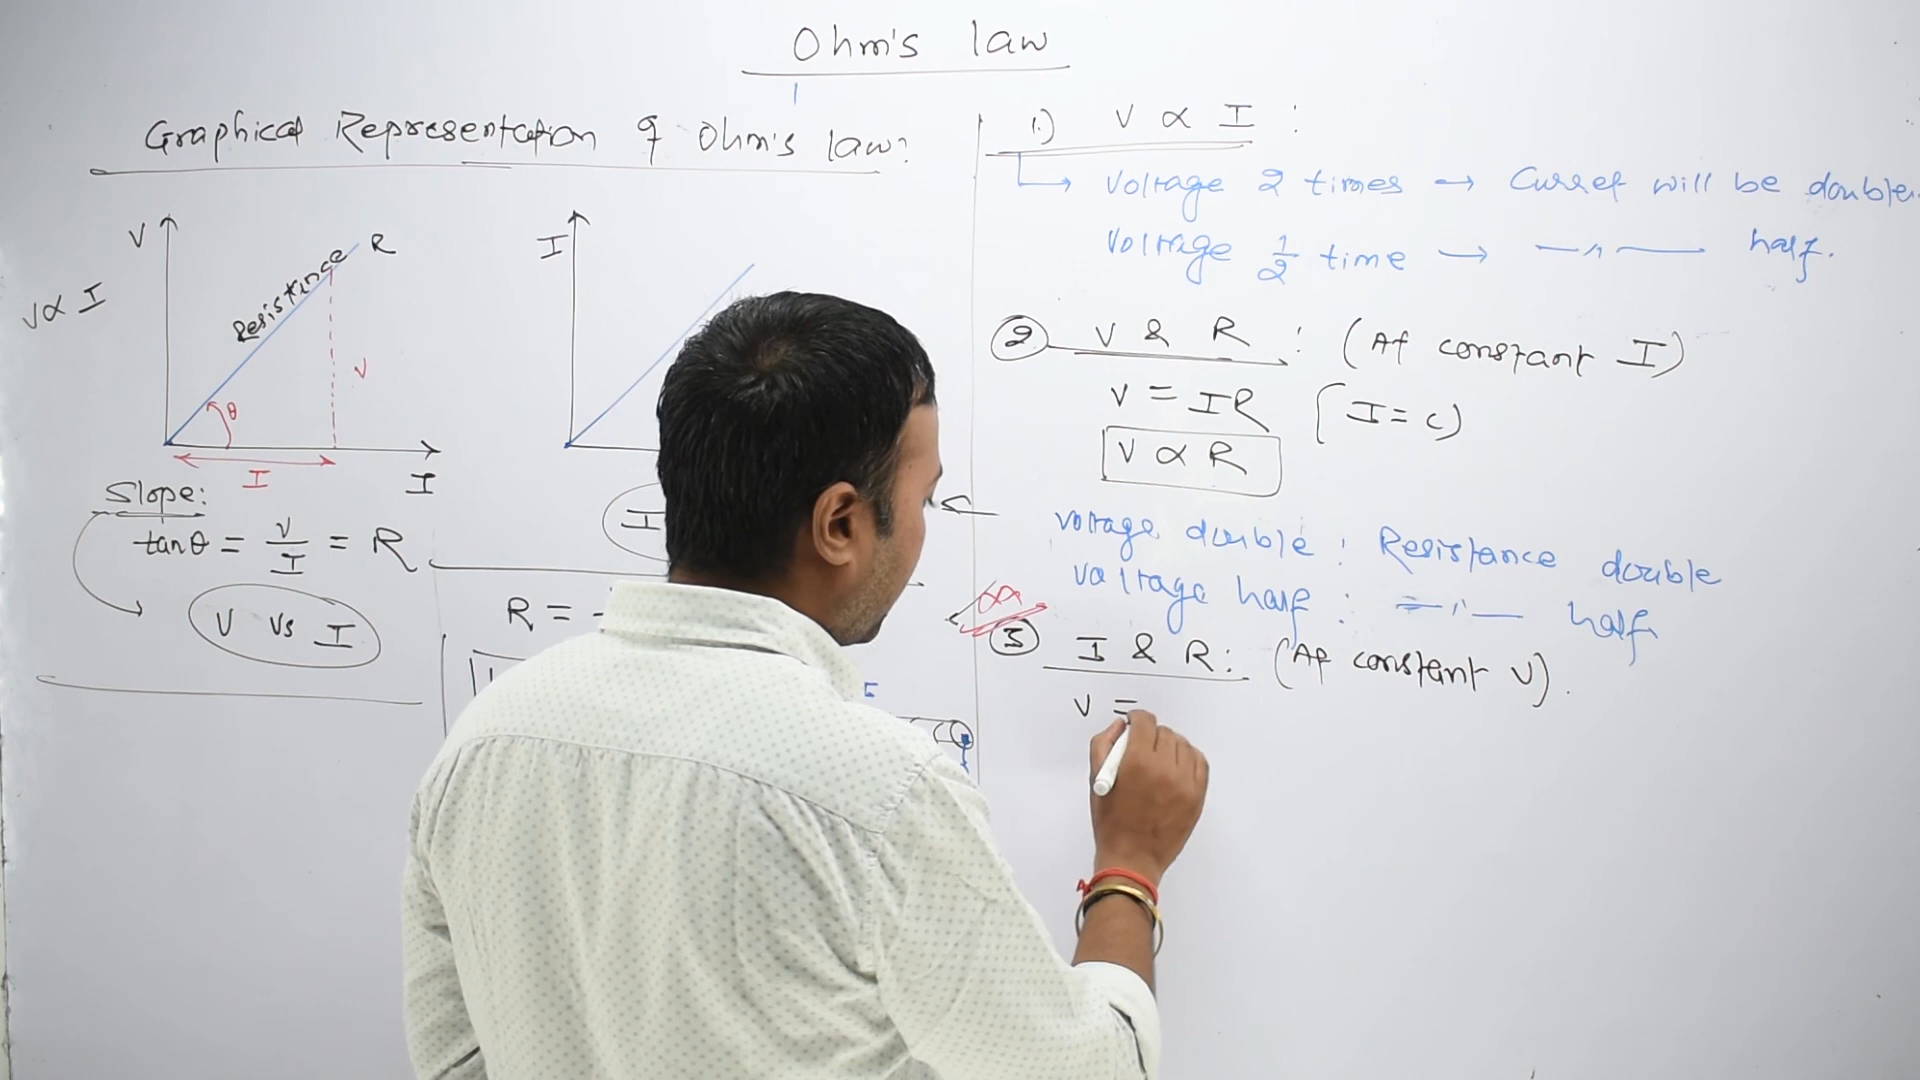 Ohm's law
Graphical Representation of Ohm's law:
V
R
Resistance
V ∝ I
V
θ
I
I
Slope:
tanθ = V/I = R
V vs I
I
I
R = -
1.) V ∝ I :
Voltage 2 times → Current will be double.
Voltage 1/2 time → —〃— half.
② V & R : (At constant I)
V = IR (I = c)
V ∝ R
Voltage double : Resistance double
Voltage half : —〃— half
③ I & R: (At constant V).
V =